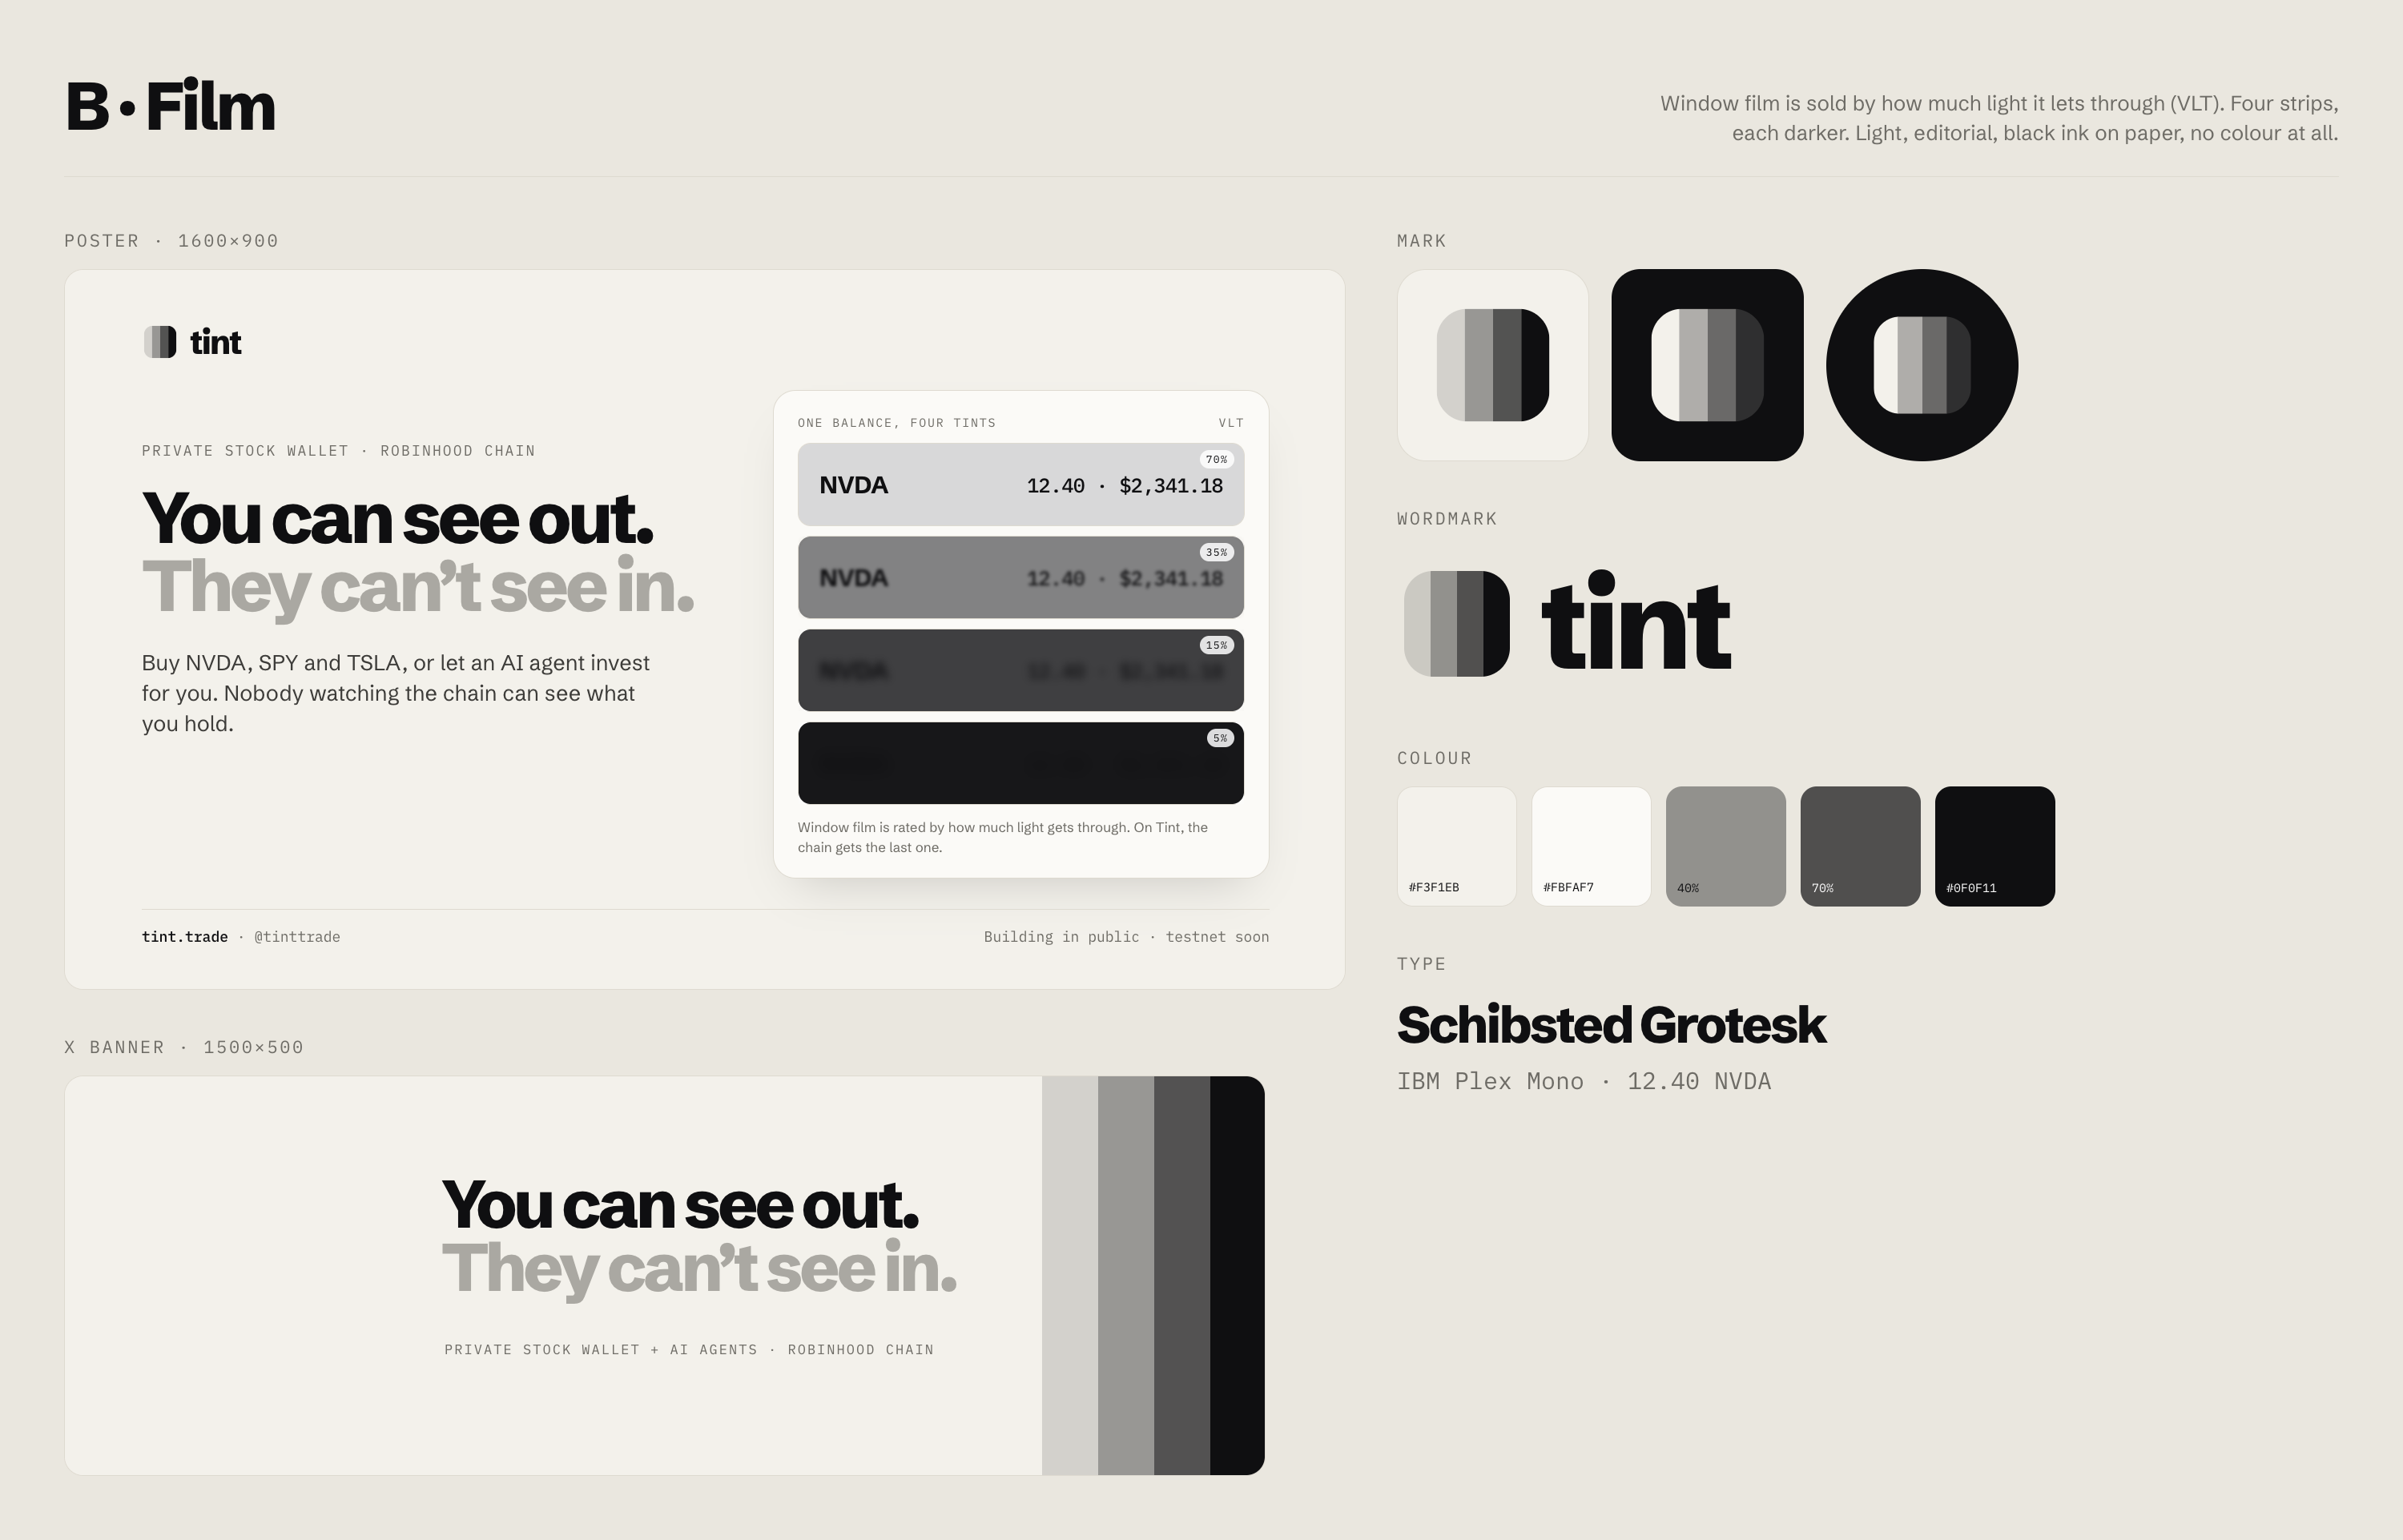 B · Film
Window film is sold by how much light it lets through (VLT). Four strips,
each darker. Light, editorial, black ink on paper, no colour at all.
POSTER · 1600×900
tint
PRIVATE STOCK WALLET · ROBINHOOD CHAIN
You can see out.
They can’t see in.
Buy NVDA, SPY and TSLA, or let an AI agent invest
for you. Nobody watching the chain can see what
you hold.
ONE BALANCE, FOUR TINTS VLT
70%
NVDA 12.40 · $2,341.18
35%
NVDA 12.40 · $2,341.18
15%
NVDA 12.40 · $2,341.18
5%
Window film is rated by how much light gets through. On Tint, the
chain gets the last one.
tint.trade · @tinttrade
Building in public · testnet soon
X BANNER · 1500×500
You can see out.
They can’t see in.
PRIVATE STOCK WALLET + AI AGENTS · ROBINHOOD CHAIN
MARK
WORDMARK
tint
COLOUR
#F3F1EB
#FBFAF7
40%
70%
#0F0F11
TYPE
Schibsted Grotesk
IBM Plex Mono · 12.40 NVDA